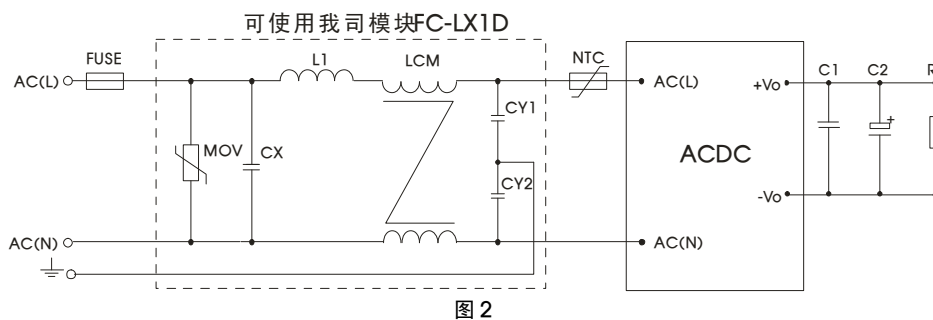 可使用我司模块FC-LX1D
FUSE
L1
LCM
NTC
AC(L)
AC(L)
+Vo
C1
C2
R
+
CY1
MOV
CX
ACDC
CY2
-Vo
AC(N)
AC(N)
图2